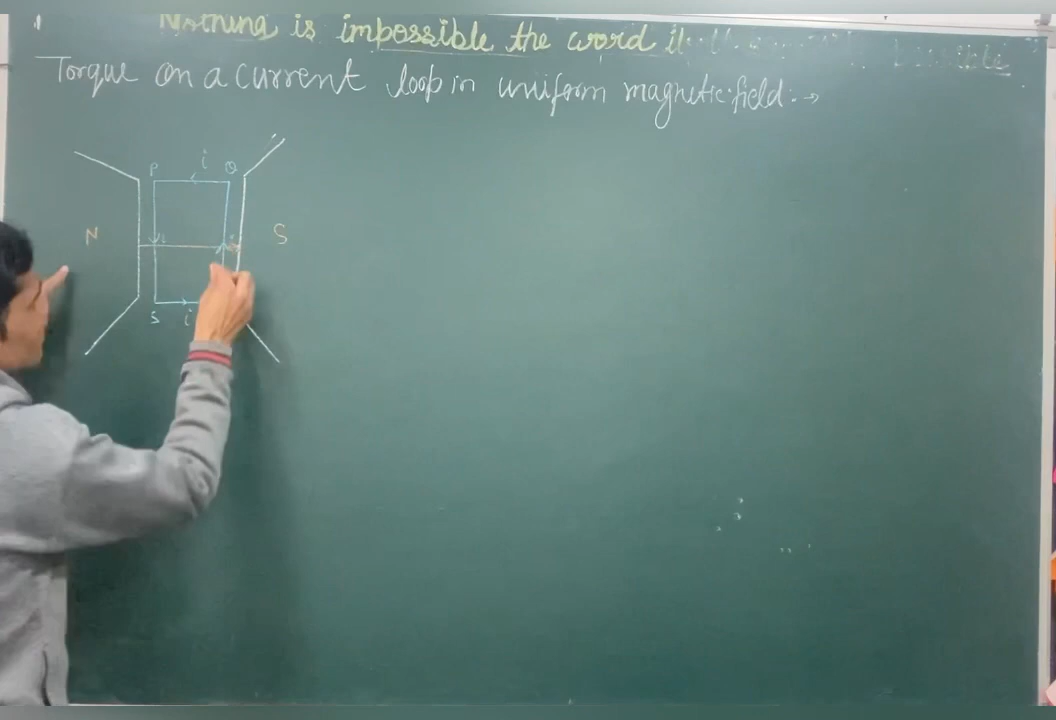 Nothing is impossible the word it
Torque on a current loop in uniform magnetic field :→
P i Q
N S
S i